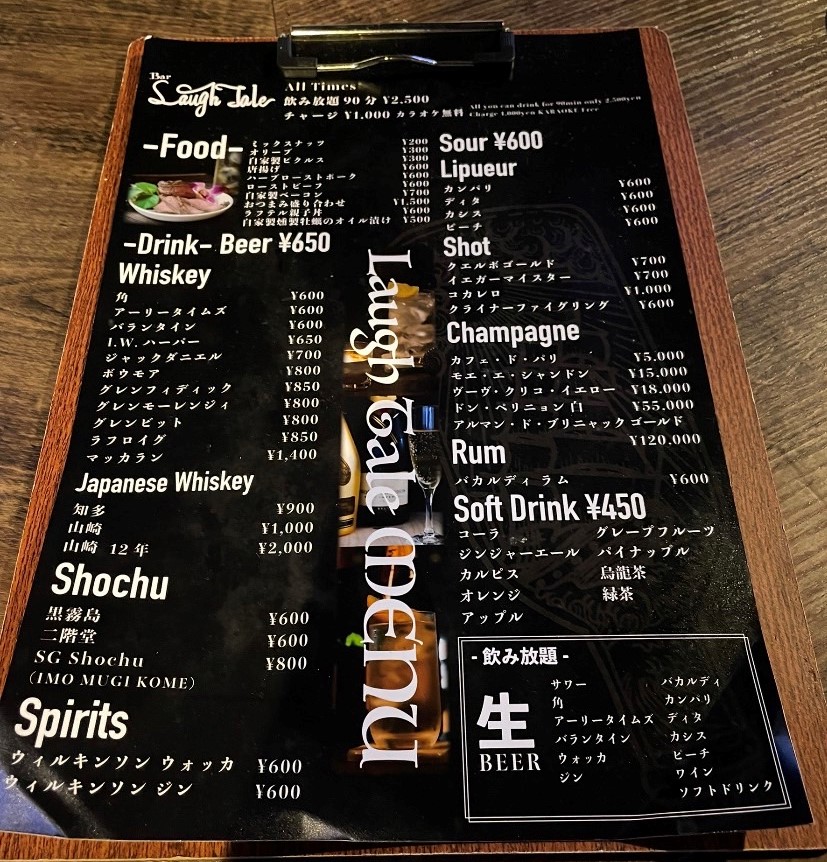 Bar
Laugh Tale
All Times
飲み放題 90分 ¥2,500
チャージ ¥1,000 カラオケ無料
All you can drink for 90min only 2,500yen
Charge 1,000yen KARAOKE Free
-Food-
ミックスナッツ ¥200
オリーブ ¥300
自家製ピクルス ¥300
唐揚げ ¥600
ハーブローストポーク ¥600
ローストビーフ ¥600
自家製ベーコン ¥700
おつまみ盛り合わせ ¥1,500
ラフテル親子丼 ¥600
自家製燻製牡蠣のオイル漬け ¥500
-Drink- Beer ¥650
Whiskey
角 ¥600
アーリータイムズ ¥600
バランタイン ¥600
I.W. ハーパー ¥650
ジャックダニエル ¥700
ボウモア ¥800
グレンフィディック ¥850
グレンモーレンジィ ¥800
グレンビット ¥800
ラフロイグ ¥850
マッカラン ¥1,400
Japanese Whiskey
知多 ¥900
山崎 ¥1,000
山崎 12年 ¥2,000
Shochu
黒霧島 ¥600
二階堂 ¥600
SG Shochu ¥800
(IMO MUGI KOME)
Spirits
ウィルキンソン ウォッカ ¥600
ウィルキンソン ジン ¥600
Laugh Tale menu
Sour ¥600
Lipueur
カンパリ ¥600
ディタ ¥600
カシス ¥600
ピーチ ¥600
Shot
クエルボゴールド ¥700
イエガーマイスター ¥700
コカレロ ¥1,000
クライナーファイグリング ¥600
Champagne
カフェ・ド・パリ ¥5,000
モエ・エ・シャンドン ¥15,000
ヴーヴ・クリコ・イエロー ¥18,000
ドン・ペリニョン 白 ¥55,000
アルマン・ド・ブリニャック ゴールド
¥120,000
Rum
バカルディ ラム ¥600
Soft Drink ¥450
コーラ グレープフルーツ
ジンジャーエール パイナップル
カルピス 烏龍茶
オレンジ 緑茶
アップル
- 飲み放題 -
生
BEER
サワー
角
アーリータイムズ
バランタイン
ウォッカ
ジン
バカルディ
カンパリ
ディタ
カシス
ピーチ
ワイン
ソフトドリンク